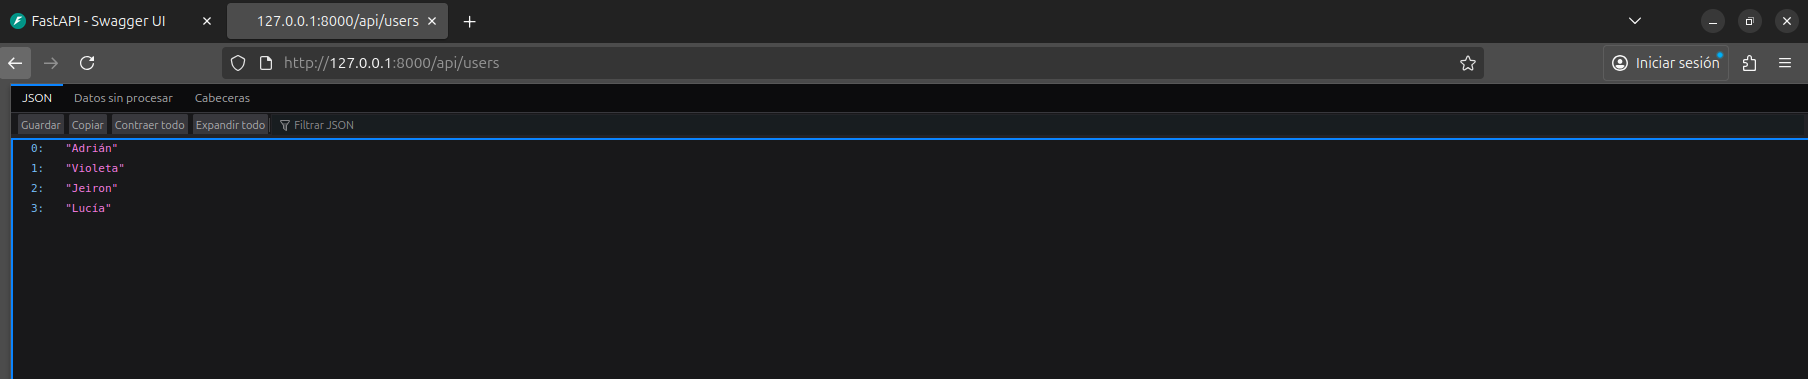 FastAPI - Swagger UI
127.0.0.1:8000/api/users
http://127.0.0.1:8000/api/users
Iniciar sesión
JSON
Datos sin procesar
Cabeceras
Guardar
Copiar
Contraer todo
Expandir todo
Filtrar JSON
0: "Adrián"
1: "Violeta"
2: "Jeiron"
3: "Lucía"